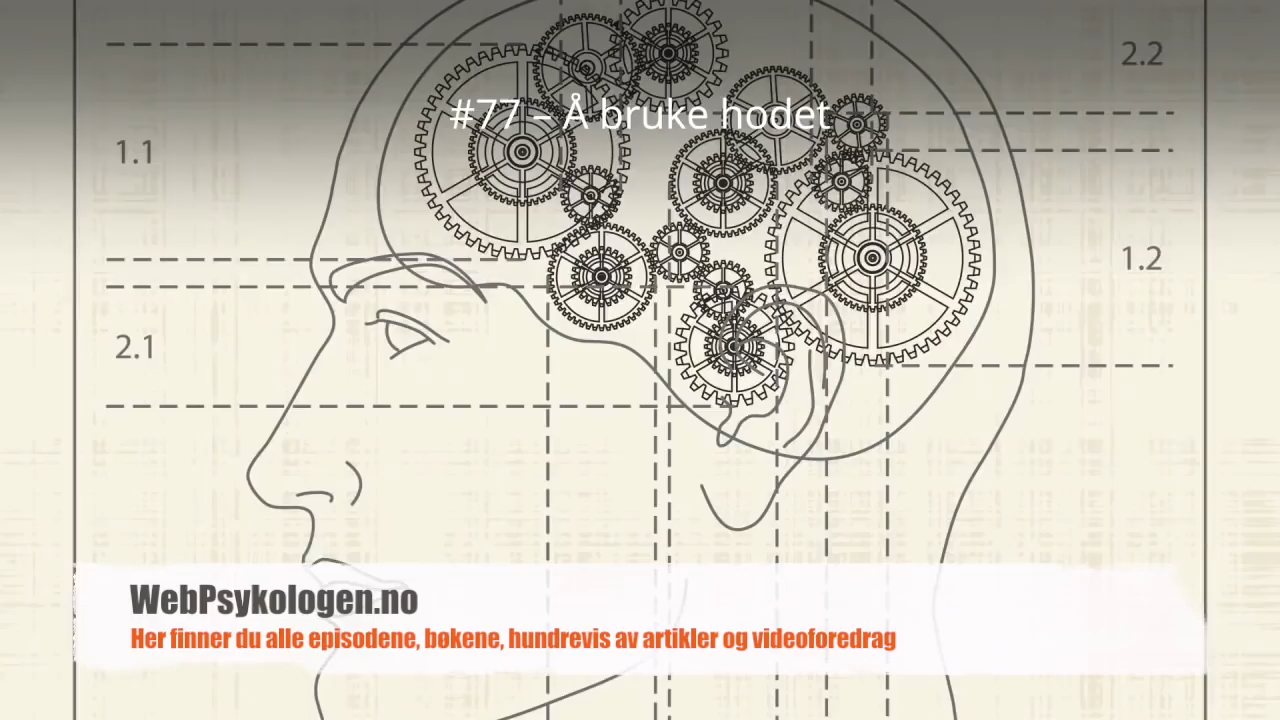 2.2
#77 – Å bruke hodet
1.1
1.2
2.1
WebPsykologen.no
Her finner du alle episodene, bøkene, hundrevis av artikler og videoforedrag